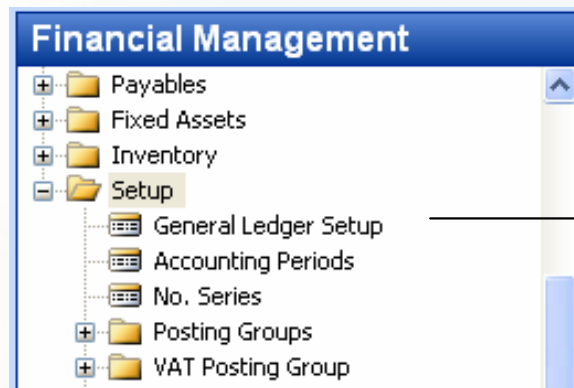 Financial Management
Payables
Fixed Assets
Inventory
Setup
General Ledger Setup
Accounting Periods
No. Series
Posting Groups
VAT Posting Group